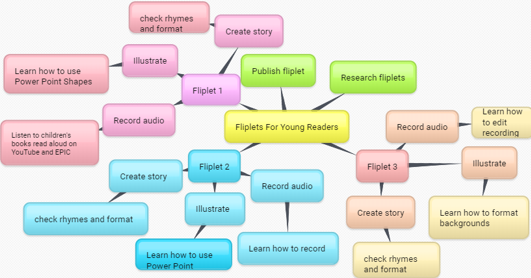 check rhymes
and format
Create story
Illustrate
Learn how to use
Power Point Shapes
Fliplet 1
Publish fliplet
Research fliplets
Record audio
Listen to children's
books read aloud on
YouTube and EPIC
Fliplets For Young Readers
Record audio
Learn how
to edit
recording
Fliplet 2
Create story
Record audio
Illustrate
check rhymes and format
Learn how to use
Power Point
Learn how to record
Fliplet 3
Illustrate
Create story
Learn how to format
backgrounds
check rhymes
and format